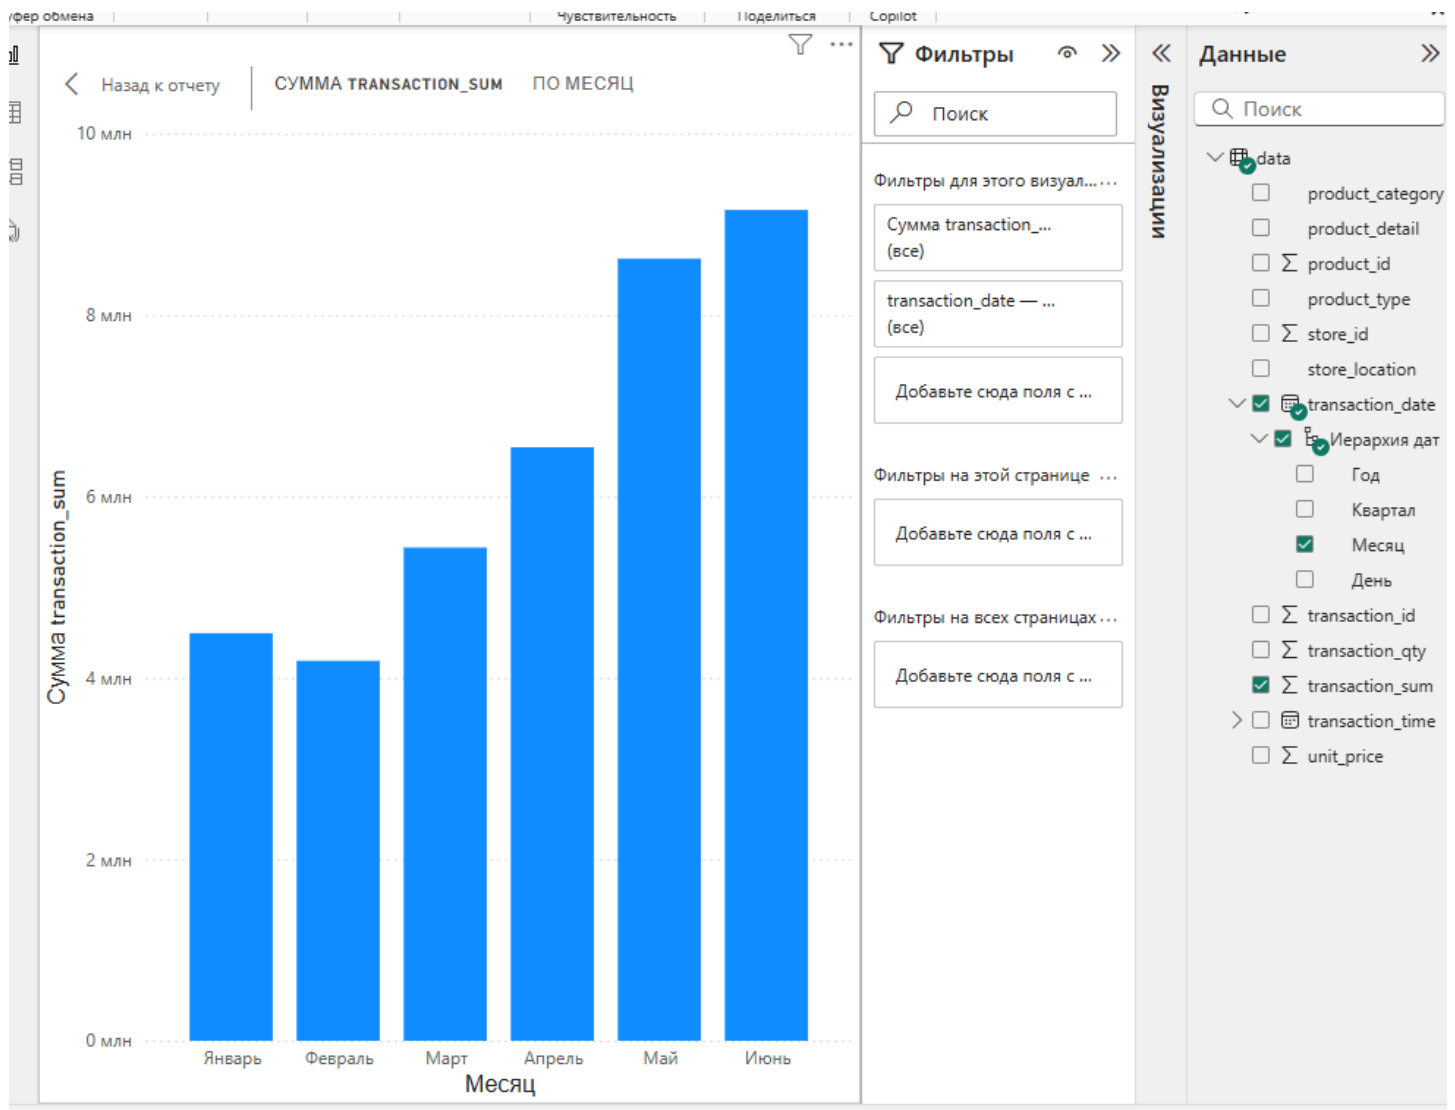 уфер обмена
Чувствительность
Поделиться
Copilot
Назад к отчету
СУММА TRANSACTION_SUM
ПО МЕСЯЦ
10 млн
8 млн
6 млн
4 млн
2 млн
0 млн
Сумма transaction_sum
Январь
Февраль
Март
Апрель
Май
Июнь
Месяц
Фильтры
Поиск
Фильтры для этого визуал...
Сумма transaction_...
(все)
transaction_date — ...
(все)
Добавьте сюда поля с ...
Фильтры на этой странице
Добавьте сюда поля с ...
Фильтры на всех страницах
Добавьте сюда поля с ...
Визуализации
Данные
Поиск
data
product_category
product_detail
product_id
product_type
store_id
store_location
transaction_date
Иерархия дат
Год
Квартал
Месяц
День
transaction_id
transaction_qty
transaction_sum
transaction_time
unit_price